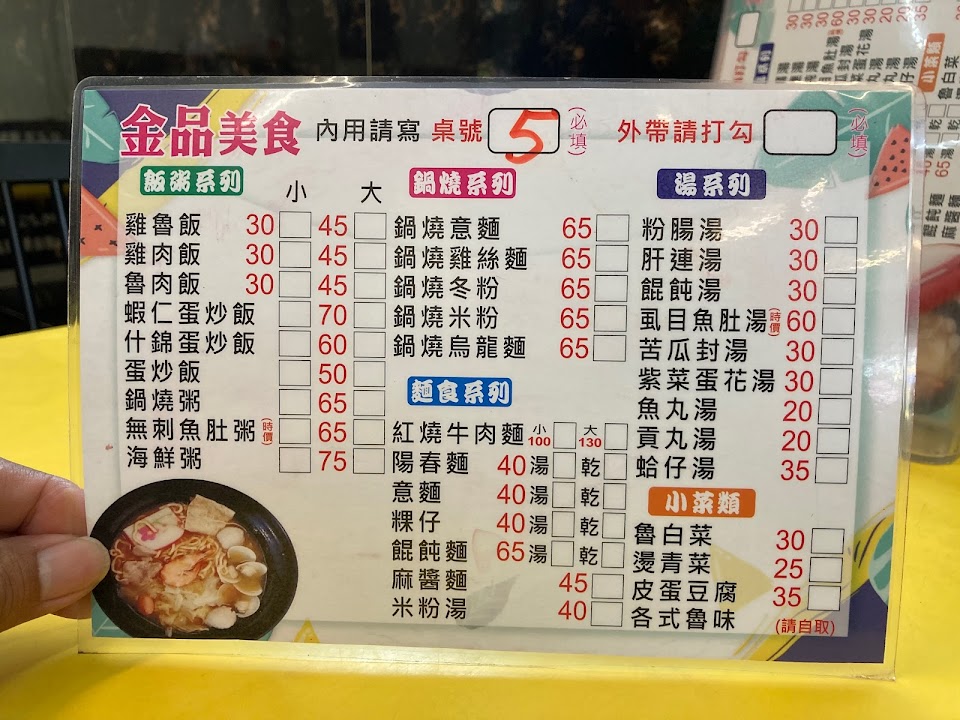 金品美食 內用請寫 桌號 5 (必填) 外帶請打勾 (必填)
飯粥系列 小 大
雞魯飯 30 45
雞肉飯 30 45
魯肉飯 30 45
蝦仁蛋炒飯 70
什錦蛋炒飯 60
蛋炒飯 50
鍋燒粥 65
無刺魚肚粥(時價) 65
海鮮粥 75
鍋燒系列
鍋燒意麵 65
鍋燒雞絲麵 65
鍋燒冬粉 65
鍋燒米粉 65
鍋燒烏龍麵 65
麵食系列
紅燒牛肉麵 小100 大130
陽春麵 40 湯 乾
意麵 40 湯 乾
粿仔 40 湯 乾
餛飩麵 65 湯 乾
麻醬麵 45
米粉湯 40
湯系列
粉腸湯 30
肝連湯 30
餛飩湯 30
虱目魚肚湯(時價) 60
苦瓜封湯 30
紫菜蛋花湯 30
魚丸湯 20
貢丸湯 20
蛤仔湯 35
小菜類
魯白菜 30
燙青菜 25
皮蛋豆腐 35
各式魯味 (請自取)